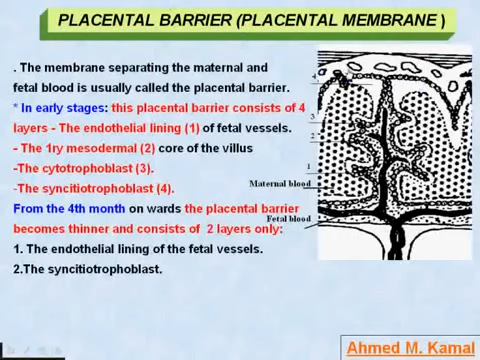 PLACENTAL BARRIER (PLACENTAL MEMBRANE )
. The membrane separating the maternal and
fetal blood is usually called the placental barrier.
* In early stages: this placental barrier consists of 4
layers - The endothelial lining (1) of fetal vessels.
- The 1ry mesodermal (2) core of the villus
-The cytotrophoblast (3).
-The syncitiotrophoblast (4).
From the 4th month on wards the placental barrier
becomes thinner and consists of 2 layers only:
1. The endothelial lining of the fetal vessels.
2.The syncitiotrophoblast.
4
3
2
1
Maternal blood
Fetal blood
Ahmed M. Kamal